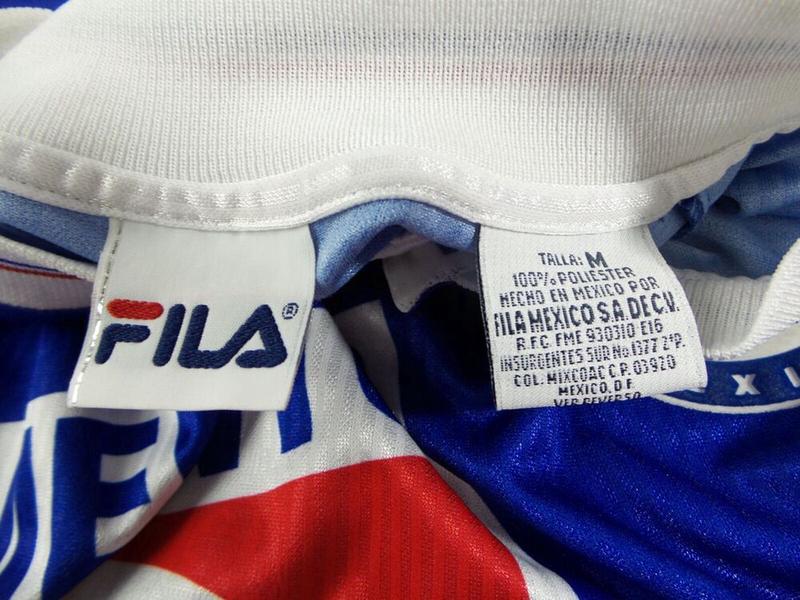 FILA®
TALLA: M
100% POLIESTER
HECHO EN MEXICO POR
FILA MEXICO S.A. DE C.V.
R.F.C. FME 930310 E16
INSURGENTES SUR No. 1377 2°P.
COL. MIXCOAC C.P. 03920
MEXICO, D.F.
VER REVERSO
X I